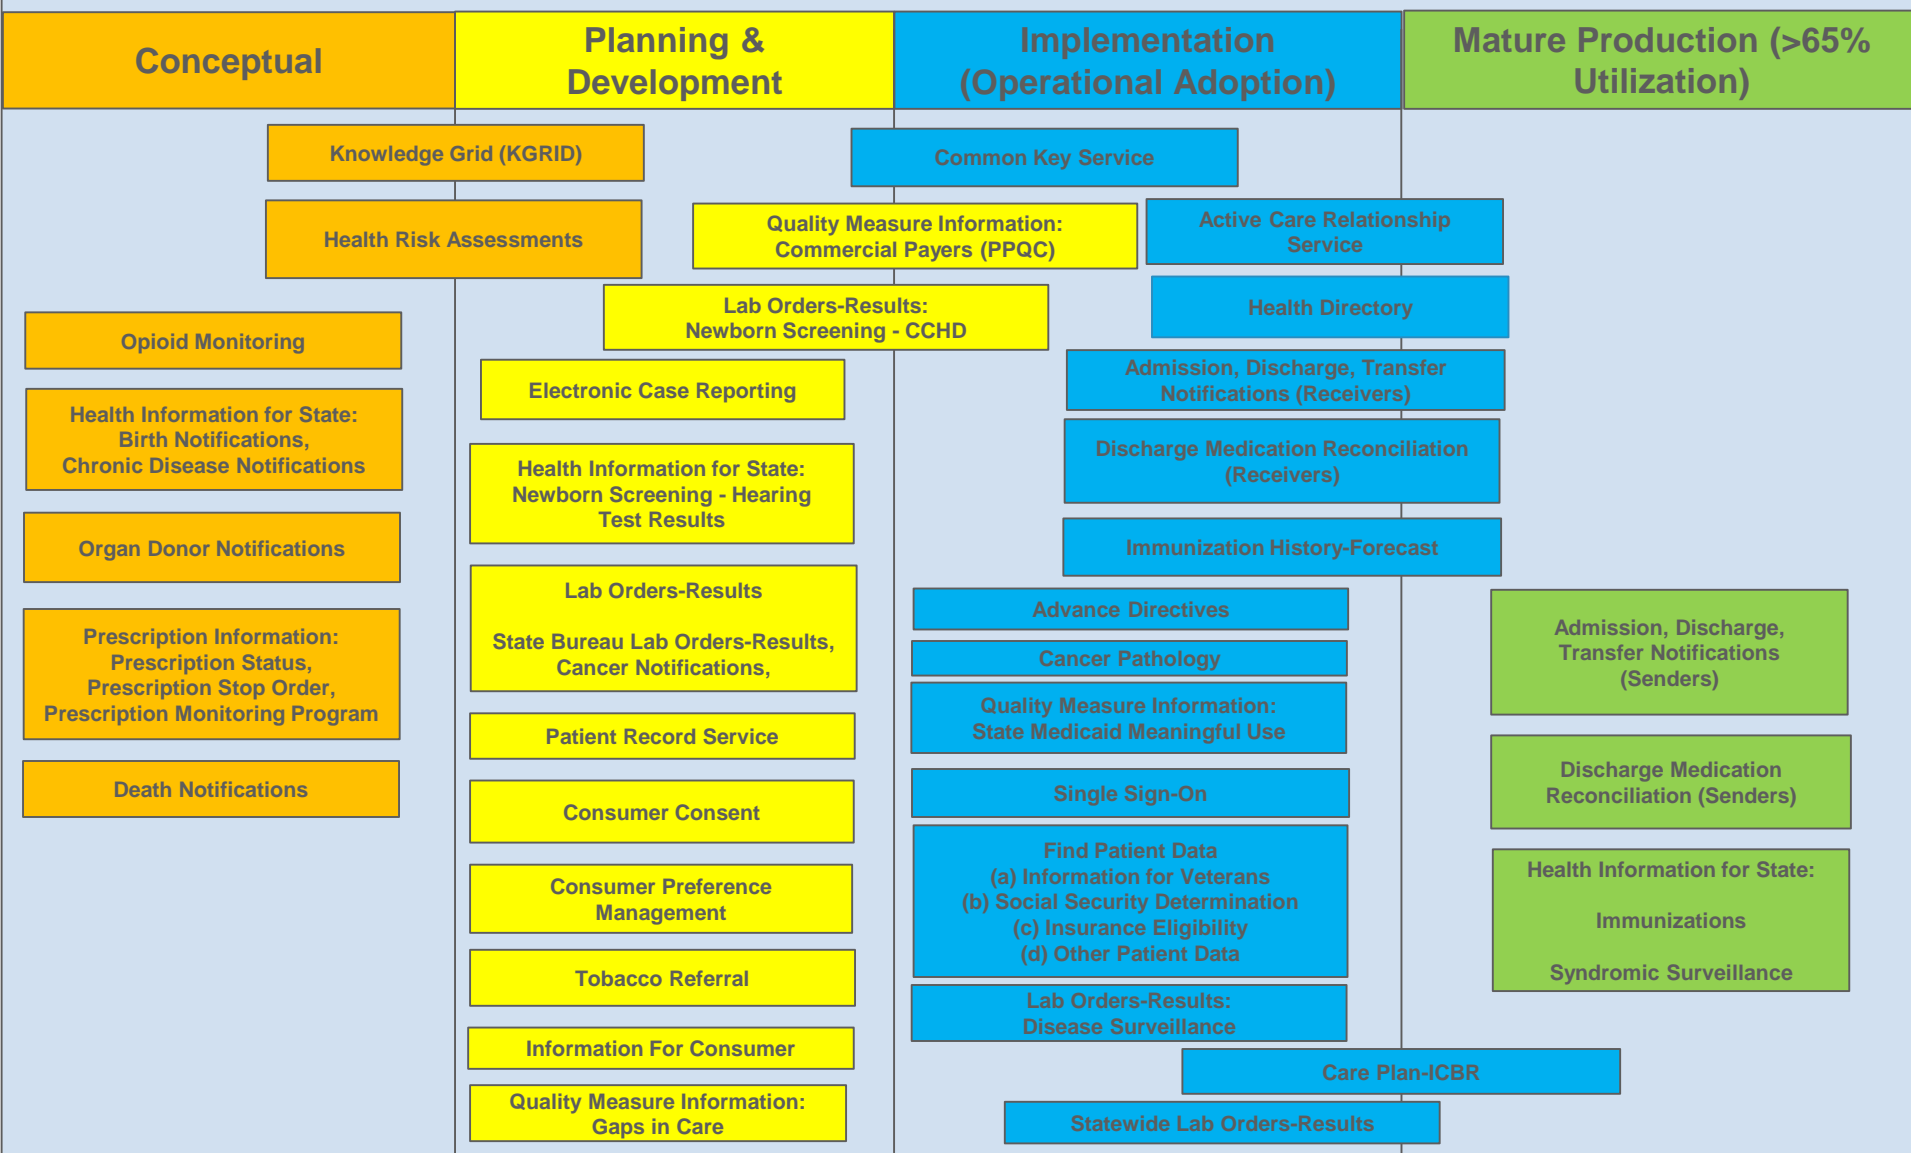 Conceptual
Planning &
Development
Implementation
(Operational Adoption)
Mature Production (>65%
Utilization)
Knowledge Grid (KGRID)
Health Risk Assessments
Opioid Monitoring
Health Information for State:
Birth Notifications,
Chronic Disease Notifications
Organ Donor Notifications
Prescription Information:
Prescription Status,
Prescription Stop Order,
Prescription Monitoring Program
Death Notifications
Quality Measure Information:
Commercial Payers (PPQC)
Lab Orders-Results:
Newborn Screening - CCHD
Electronic Case Reporting
Health Information for State:
Newborn Screening - Hearing
Test Results
Lab Orders-Results
State Bureau Lab Orders-Results,
Cancer Notifications,
Patient Record Service
Consumer Consent
Consumer Preference
Management
Tobacco Referral
Information For Consumer
Quality Measure Information:
Gaps in Care
Common Key Service
Active Care Relationship
Service
Health Directory
Admission, Discharge, Transfer
Notifications (Receivers)
Discharge Medication Reconciliation
(Receivers)
Immunization History-Forecast
Advance Directives
Cancer Pathology
Quality Measure Information:
State Medicaid Meaningful Use
Single Sign-On
Find Patient Data
(a) Information for Veterans
(b) Social Security Determination
(c) Insurance Eligibility
(d) Other Patient Data
Lab Orders-Results:
Disease Surveillance
Care Plan-ICBR
Statewide Lab Orders-Results
Admission, Discharge,
Transfer Notifications
(Senders)
Discharge Medication
Reconciliation (Senders)
Health Information for State:
Immunizations
Syndromic Surveillance